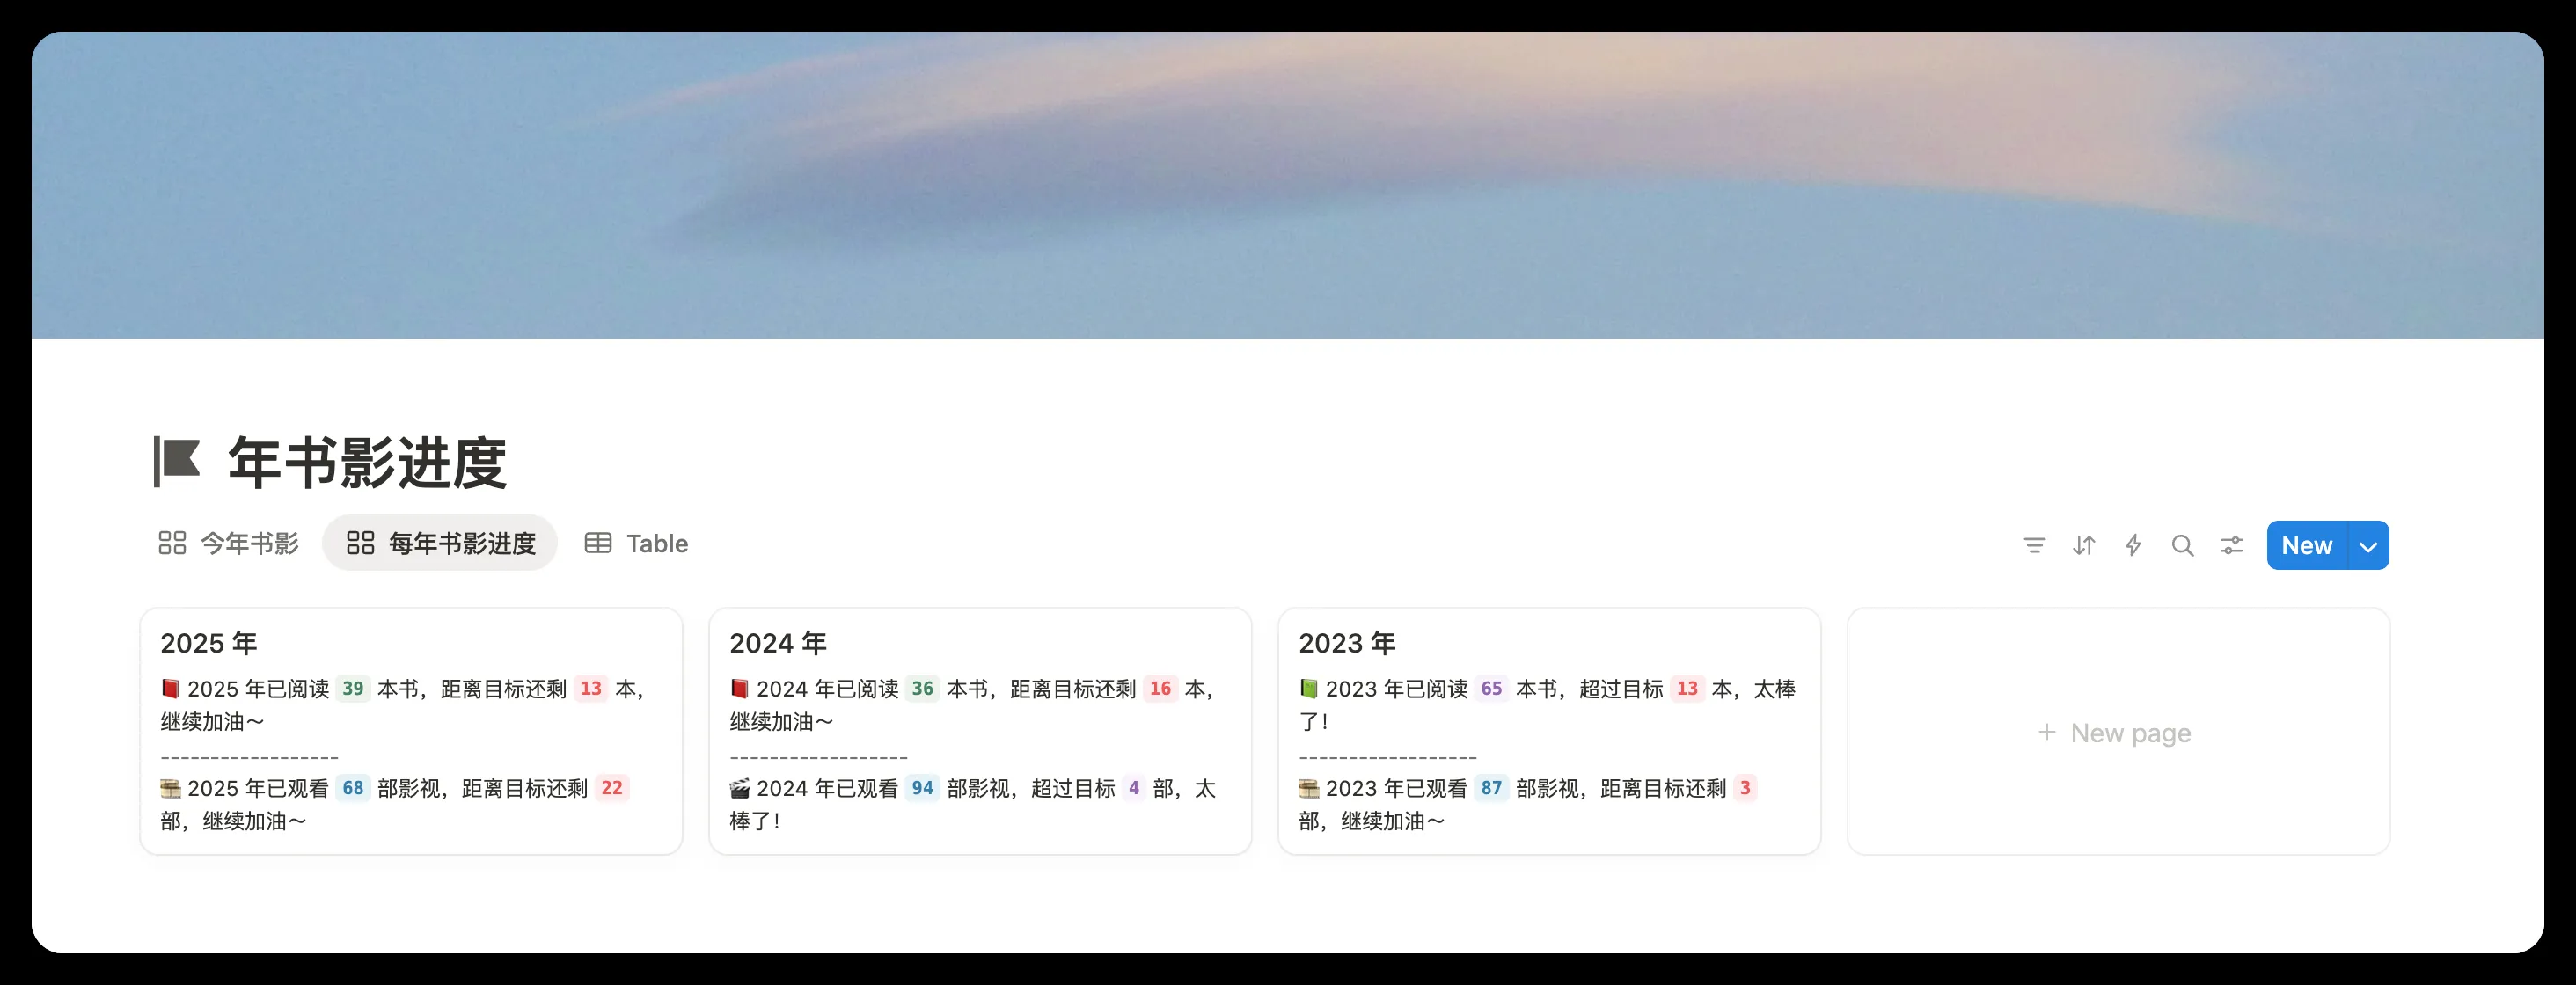 年书影进度
今年书影 每年书影进度 Table New
2025 年
📕 2025 年已阅读 39 本书，距离目标还剩 13 本，
继续加油～
------------------
2025 年已观看 68 部影视，距离目标还剩 22
部，继续加油～
2024 年
📕 2024 年已阅读 36 本书，距离目标还剩 16 本，
继续加油～
------------------
🎬 2024 年已观看 94 部影视，超过目标 4 部，太
棒了！
2023 年
📗 2023 年已阅读 65 本书，超过目标 13 本，太棒
了！
------------------
2023 年已观看 87 部影视，距离目标还剩 3
部，继续加油～
+ New page